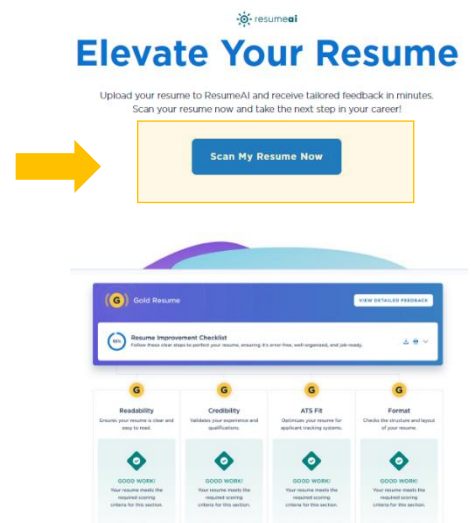 resumeai
Elevate Your Resume
Upload your resume to ResumeAI and receive tailored feedback in minutes.
Scan your resume now and take the next step in your career!
Scan My Resume Now
G Gold Resume
VIEW DETAILED FEEDBACK
Resume Improvement Checklist
Follow these clear steps to perfect your resume, ensuring it's error-free, well-organized, and job-ready.
G G G G
Readability Credibility ATS Fit Format
Ensures your resume is clear and Validates your experience and Optimizes your resume for Checks the structure and layout
easy to read. qualifications. applicant tracking systems. of your resume.
GOOD WORK! GOOD WORK! GOOD WORK! GOOD WORK!
Your resume meets the Your resume meets the Your resume meets the Your resume meets the
required scoring required scoring required scoring required scoring
criteria for this section. criteria for this section. criteria for this section. criteria for this section.